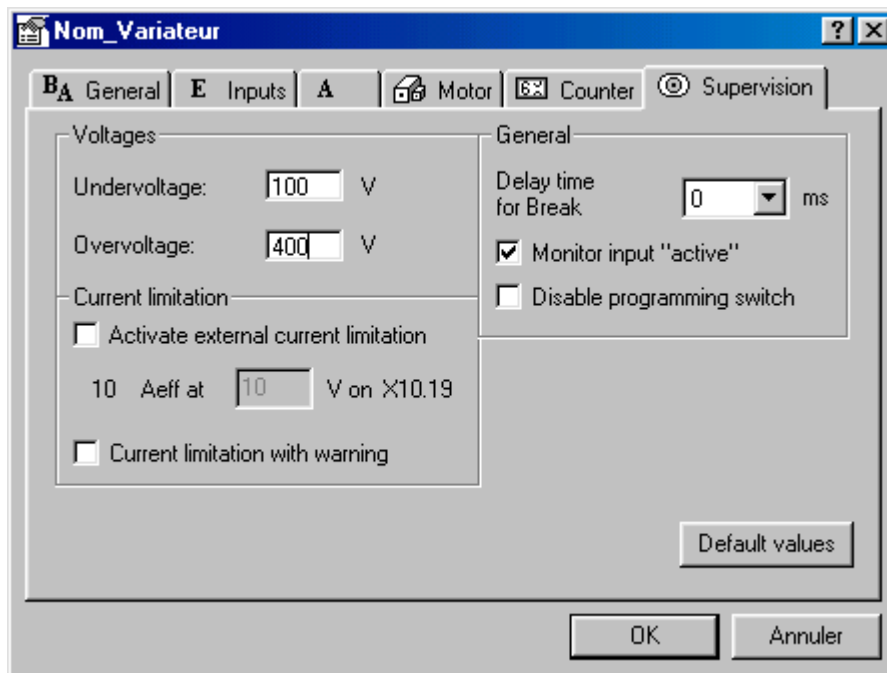 Nom_Variateur
BA General E Inputs A Motor 6% Counter Supervision
Voltages
Undervoltage: 100 V
Overvoltage: 400 V
Current limitation
Activate external current limitation
10 Aeff at 10 V on X10.19
Current limitation with warning
General
Delay time
for Break 0 ms
Monitor input "active"
Disable programming switch
Default values
OK Annuler